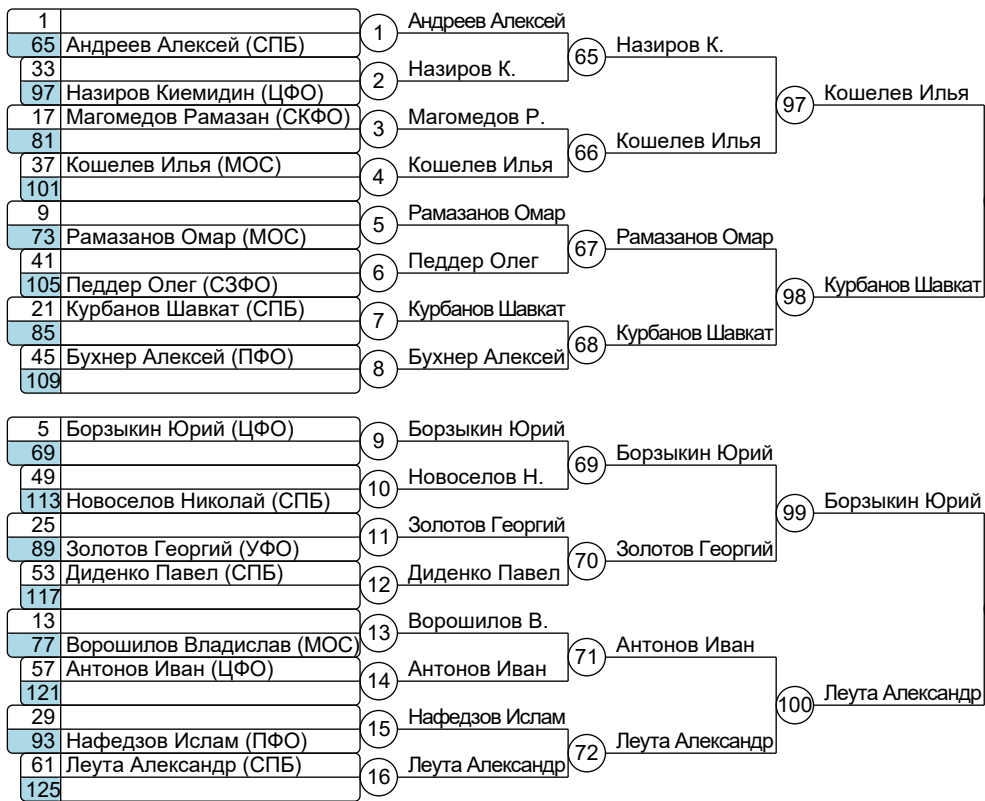 1
65 Андреев Алексей (СПБ)
1
Андреев Алексей
33
97 Назиров Киемидин (ЦФО)
2
Назиров К.
65
Назиров К.
17 Магомедов Рамазан (СКФО)
81
3
Магомедов Р.
37 Кошелев Илья (МОС)
101
4
Кошелев Илья
66
Кошелев Илья
97
Кошелев Илья
9
73 Рамазанов Омар (МОС)
5
Рамазанов Омар
41
105 Педдер Олег (СЗФО)
6
Педдер Олег
67
Рамазанов Омар
21 Курбанов Шавкат (СПБ)
85
7
Курбанов Шавкат
45 Бухнер Алексей (ПФО)
109
8
Бухнер Алексей
68
Курбанов Шавкат
98
Курбанов Шавкат
5 Борзыкин Юрий (ЦФО)
69
9
Борзыкин Юрий
49
113 Новоселов Николай (СПБ)
10
Новоселов Н.
69
Борзыкин Юрий
25
89 Золотов Георгий (УФО)
11
Золотов Георгий
53 Диденко Павел (СПБ)
117
12
Диденко Павел
70
Золотов Георгий
99
Борзыкин Юрий
13
77 Ворошилов Владислав (МОС)
13
Ворошилов В.
57 Антонов Иван (ЦФО)
121
14
Антонов Иван
71
Антонов Иван
29
93 Нафедзов Ислам (ПФО)
15
Нафедзов Ислам
61 Леута Александр (СПБ)
125
16
Леута Александр
72
Леута Александр
100
Леута Александр